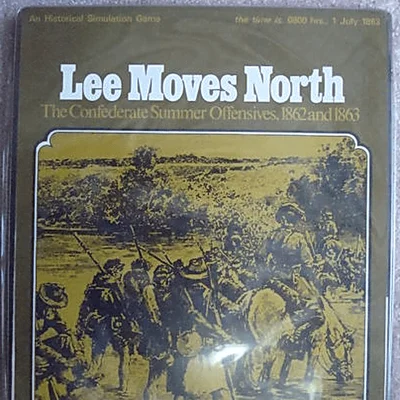 An Historical Simulation Game the time is: 0800 hrs., 1 July 1863
Lee Moves North
The Confederate Summer Offensives, 1862 and 1863